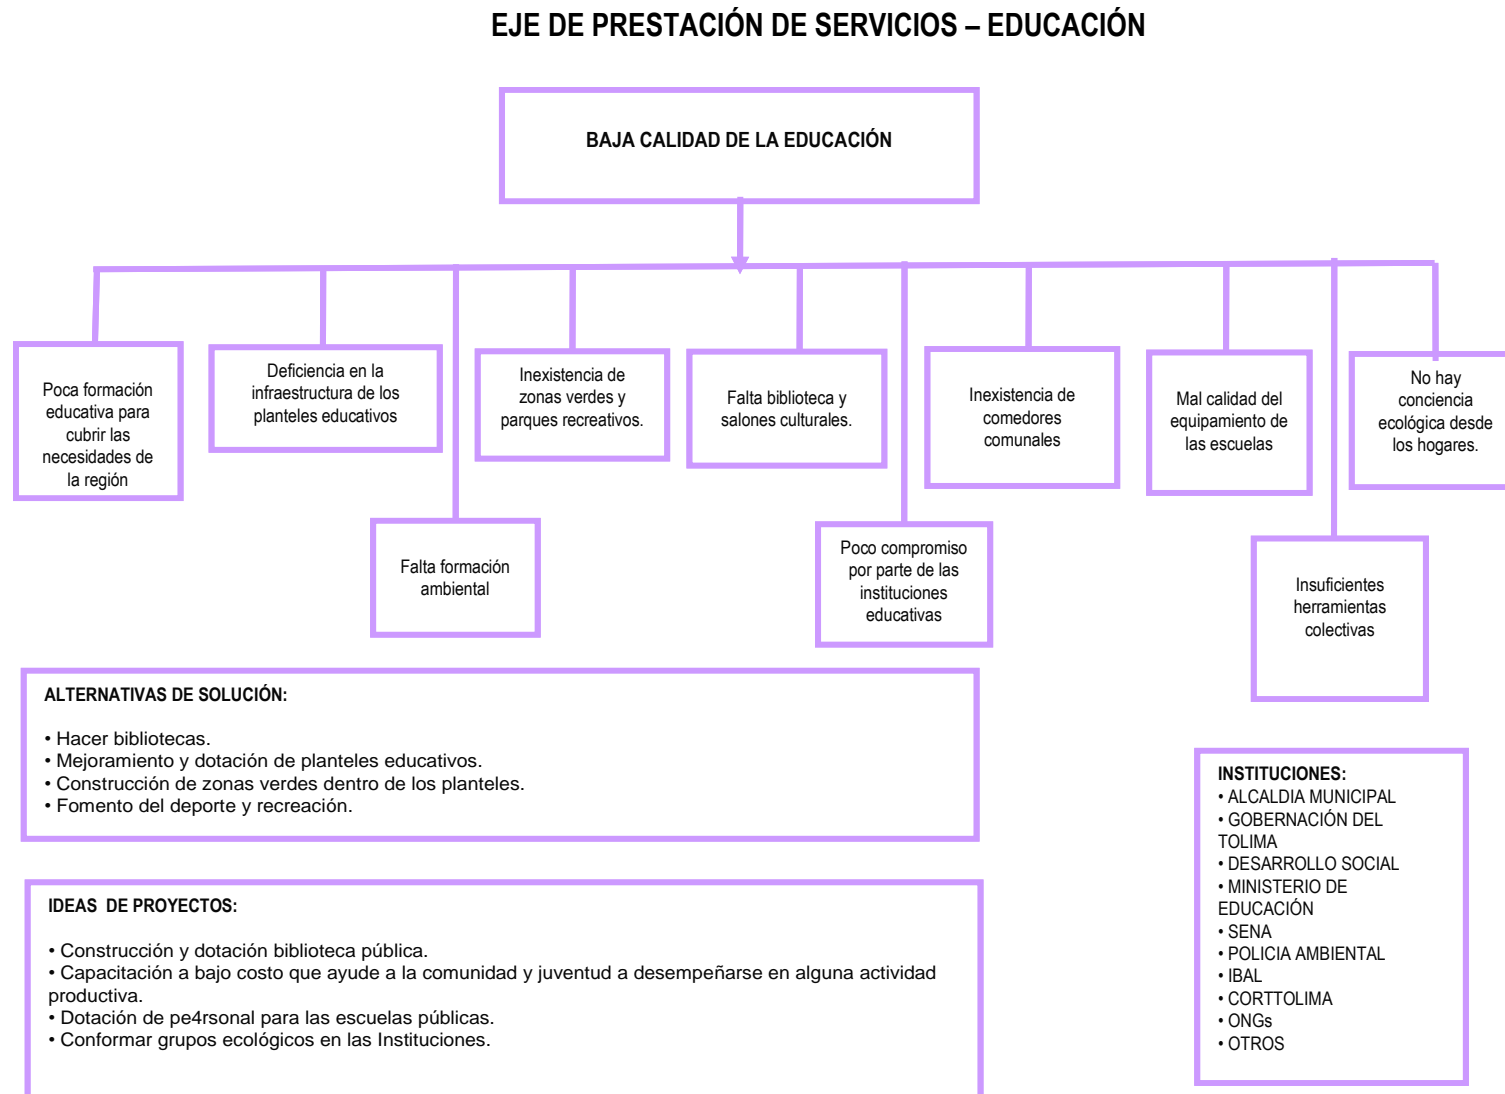 EJE DE PRESTACIÓN DE SERVICIOS – EDUCACIÓN
BAJA CALIDAD DE LA EDUCACIÓN
Poca formación
educativa para
cubrir las
necesidades de
la región
Deficiencia en la
infraestructura de los
planteles educativos
Inexistencia de
zonas verdes y
parques recreativos.
Falta biblioteca y
salones culturales.
Inexistencia de
comedores
comunales
Mal calidad del
equipamiento de
las escuelas
No hay
conciencia
ecológica desde
los hogares.
Falta formación
ambiental
Poco compromiso
por parte de las
instituciones
educativas
Insuficientes
herramientas
colectivas
ALTERNATIVAS DE SOLUCIÓN:
• Hacer bibliotecas.
• Mejoramiento y dotación de planteles educativos.
• Construcción de zonas verdes dentro de los planteles.
• Fomento del deporte y recreación.
IDEAS  DE PROYECTOS:
• Construcción y dotación biblioteca pública.
• Capacitación a bajo costo que ayude a la comunidad y juventud a desempeñarse en alguna actividad
productiva.
• Dotación de pe4rsonal para las escuelas públicas.
• Conformar grupos ecológicos en las Instituciones.
INSTITUCIONES:
• ALCALDIA MUNICIPAL
• GOBERNACIÓN DEL
TOLIMA
• DESARROLLO SOCIAL
• MINISTERIO DE
EDUCACIÓN
• SENA
• POLICIA AMBIENTAL
• IBAL
• CORTTOLIMA
• ONGs
• OTROS